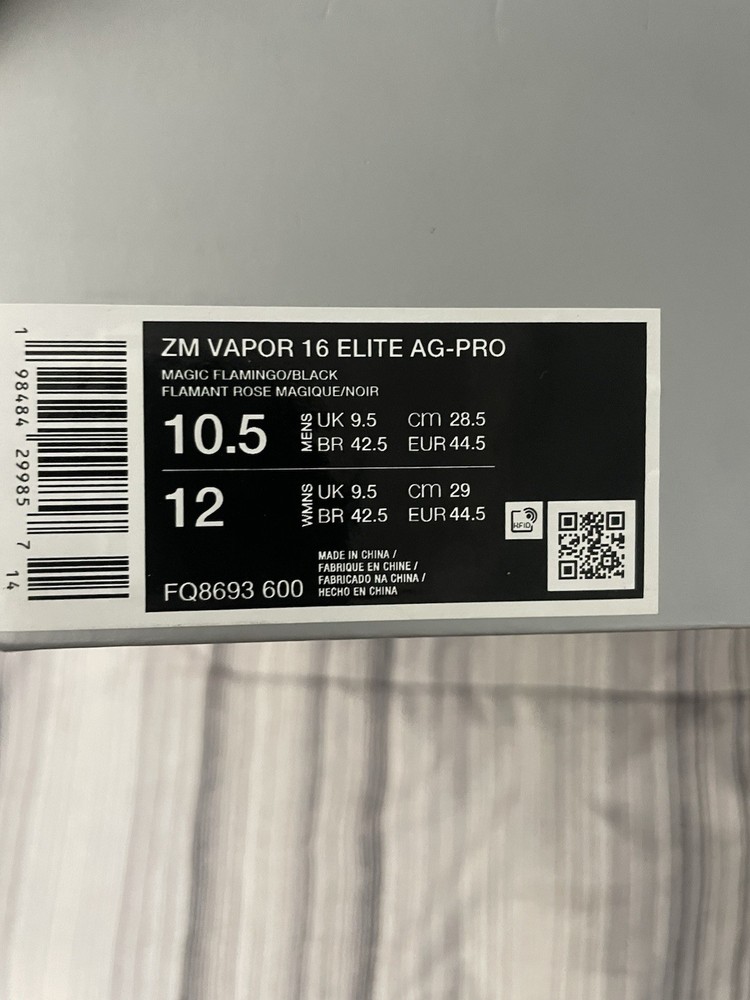 ZM VAPOR 16 ELITE AG-PRO
MAGIC FLAMINGO/BLACK
FLAMANT ROSE MAGIQUE/NOIR
10.5 MENS UK 9.5 cm 28.5
BR 42.5 EUR 44.5
12 WMNS UK 9.5 cm 29
BR 42.5 EUR 44.5
MADE IN CHINA /
FABRIQUE EN CHINE /
FABRICADO NA CHINA /
HECHO EN CHINA
FQ8693 600
RFID
1 98484 29985 7 14